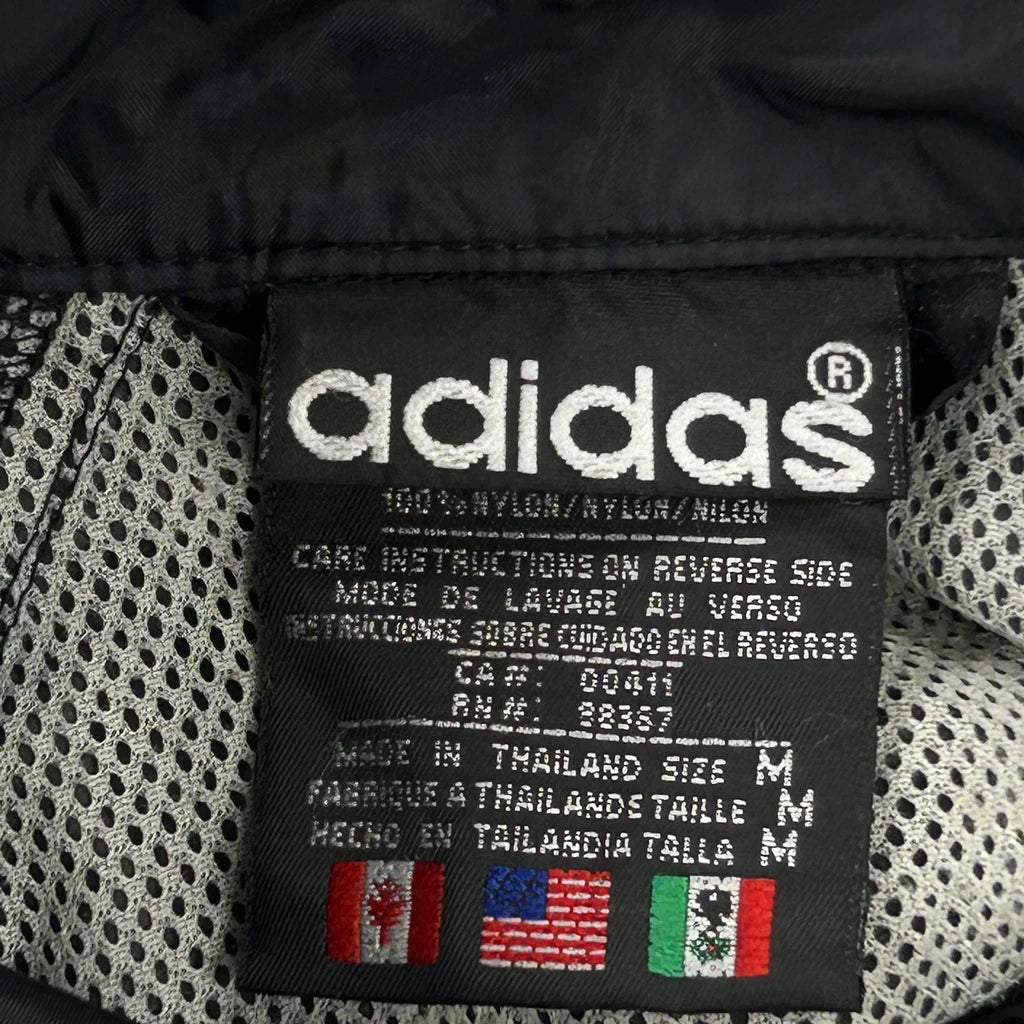 adidas®
100% NYLON/NYLON/NILON
CARE INSTRUCTIONS ON REVERSE SIDE
MODE DE LAVAGE AU VERSO
INSTRUCCIONES SOBRE CUIDADO EN EL REVERSO
CA#: 00411
RN#: 88387
MADE IN THAILAND SIZE M
FABRIQUE A THAILANDE TAILLE M
HECHO EN TAILANDIA TALLA M